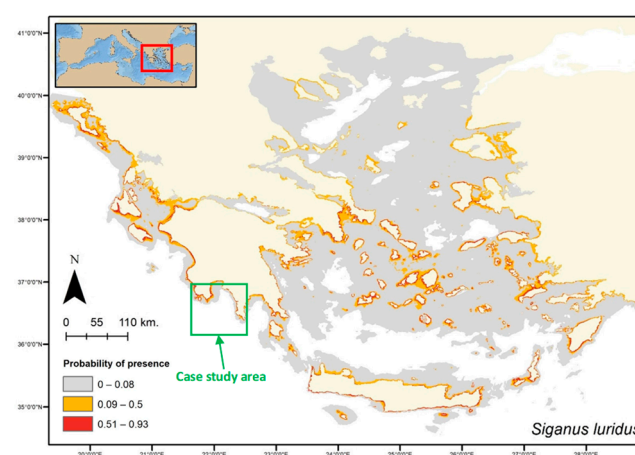 41°0'0"N
40°0'0"N
39°0'0"N
38°0'0"N
37°0'0"N
36°0'0"N
35°0'0"N
N
0 55 110 km.
Case study area
Probability of presence
0 – 0.08
0.09 – 0.5
0.51 – 0.93
Siganus luridus